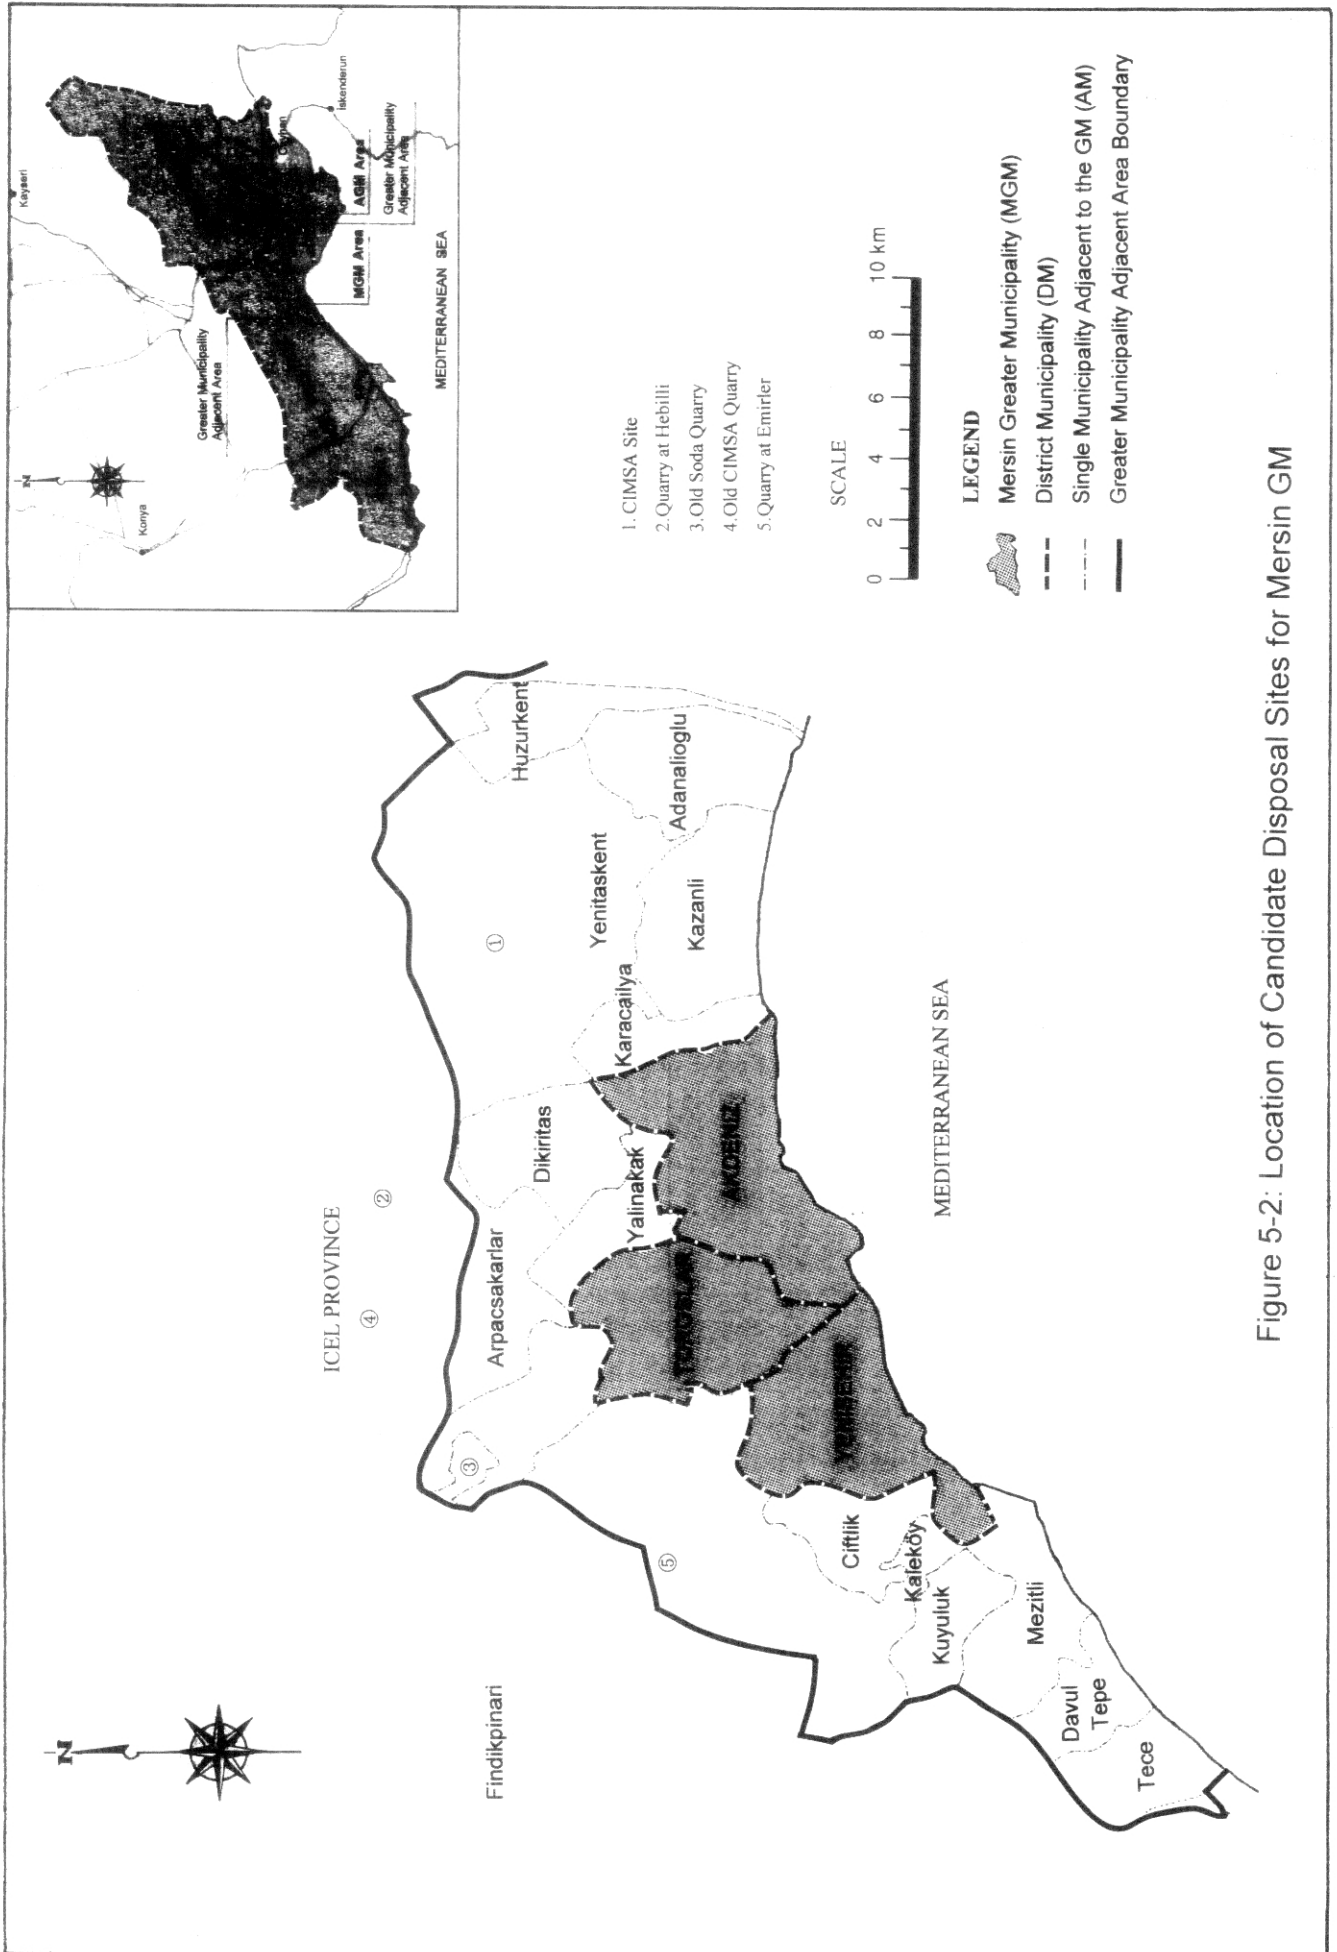 N
Kayseri
Konya
Greater Municipality
Adjacent Area
Iskenderun
MGM Area
AGM Area
Greater Municipality
Adjacent Area
MEDITERRANEAN SEA
N
ICEL PROVINCE
Findikpinari
①
②
③
④
⑤
Huzurkent
Adanalioglu
Yenitaskent
Kazanli
Karacailya
Dikiritas
Yalinakak
Arpacsakarlar
AKDENIZ
Ciftlik
Kaleköy
Kuyuluk
Mezitli
Davul
Tepe
Tece
MEDITERRANEAN SEA
1.CIMSA Site
2.Quarry at Hebilli
3.Old Soda Quarry
4.Old CIMSA Quarry
5.Quarry at Emirler
SCALE
0 2 4 6 8 10 km
LEGEND
Mersin Greater Municipality (MGM)
District Municipality (DM)
Single Municipality Adjacent to the GM (AM)
Greater Municipality Adjacent Area Boundary
Figure 5-2: Location of Candidate Disposal Sites for Mersin GM